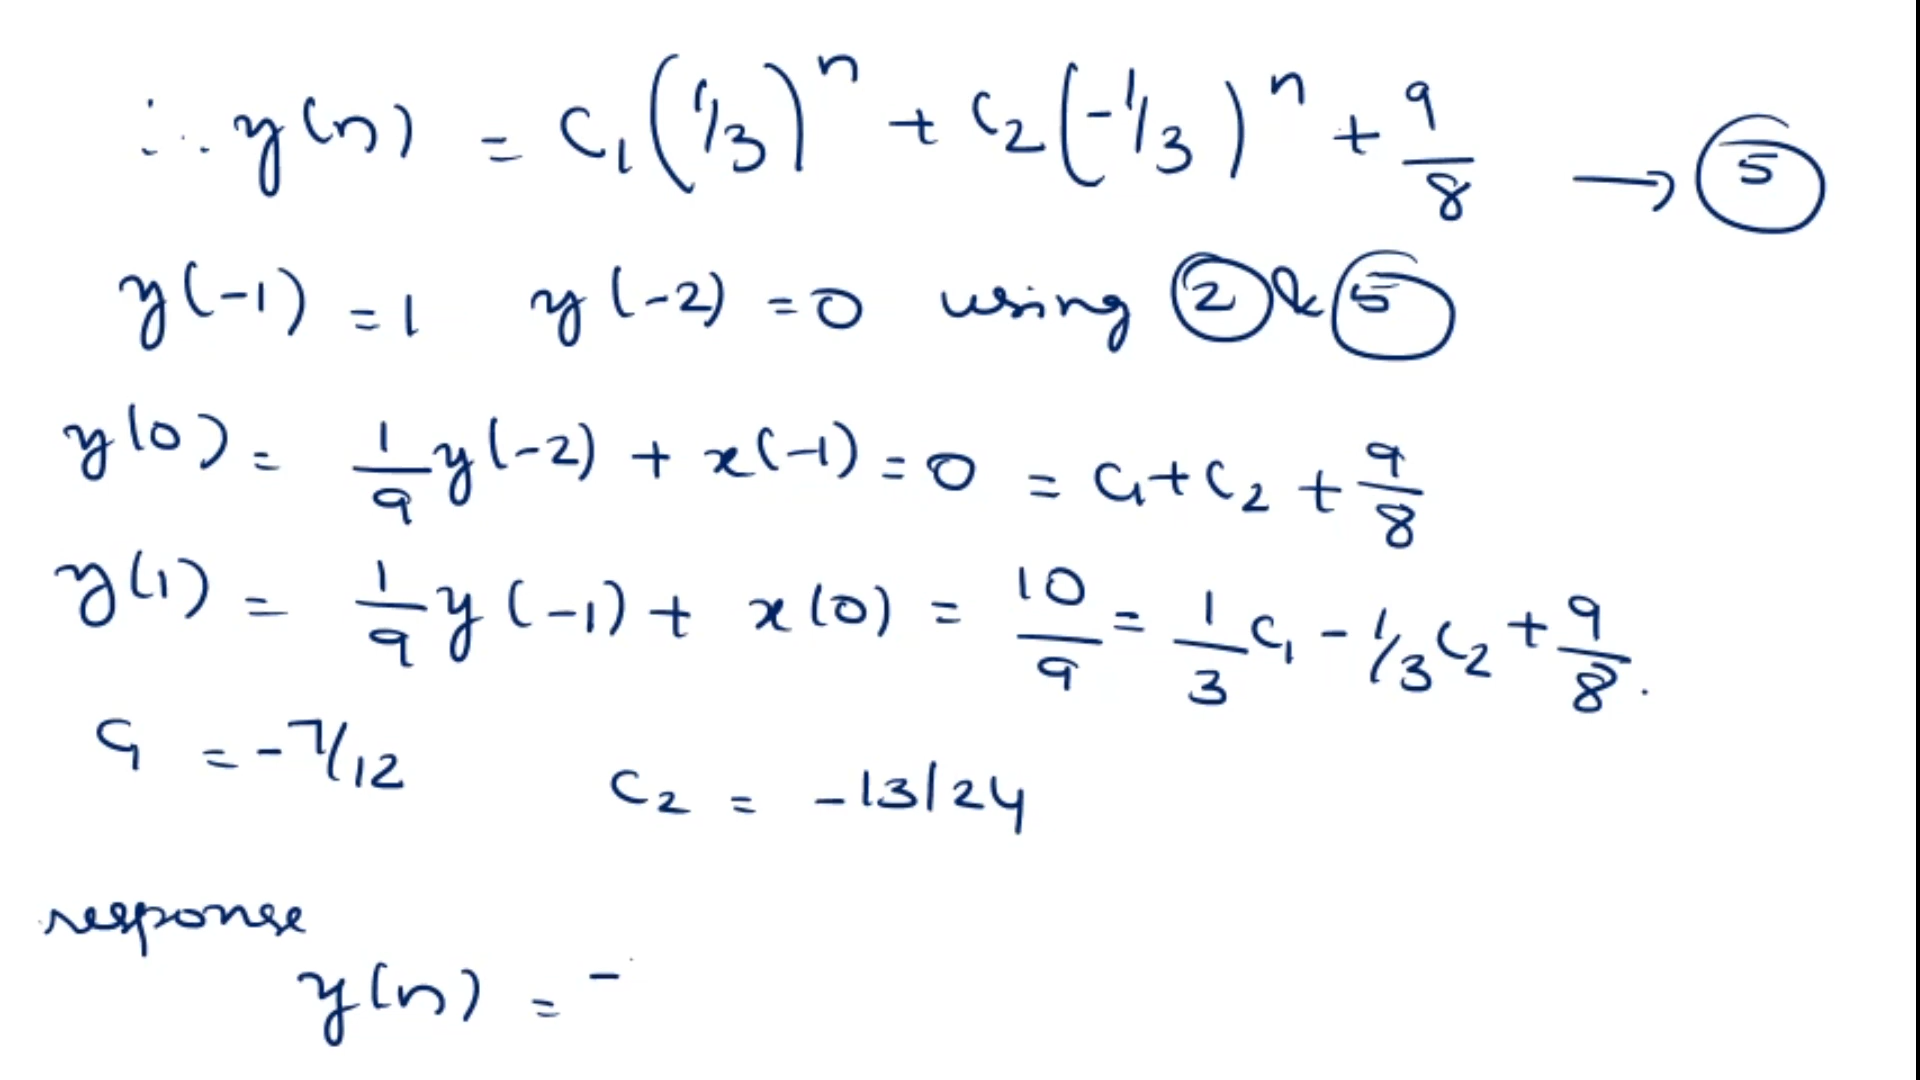 ∴ y(n) = C₁(1/3)ⁿ + C₂(-1/3)ⁿ + 9/8 → ⑤
y(-1) = 1 y(-2) = 0 using ② & ⑤
y(0) = 1/9 y(-2) + x(-1) = 0 = C₁ + C₂ + 9/8
y(1) = 1/9 y(-1) + x(0) = 10/9 = 1/3 C₁ - 1/3 C₂ + 9/8.
C₁ = -7/12 C₂ = -13/24
response
y(n) = -